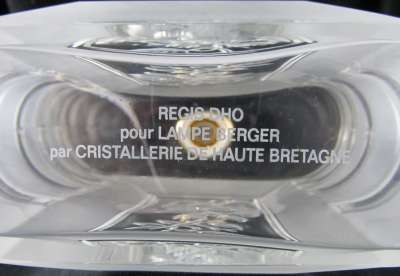 REGIS DHO
pour LAMPE BERGER
par CRISTALLERIE DE HAUTE BRETAGNE